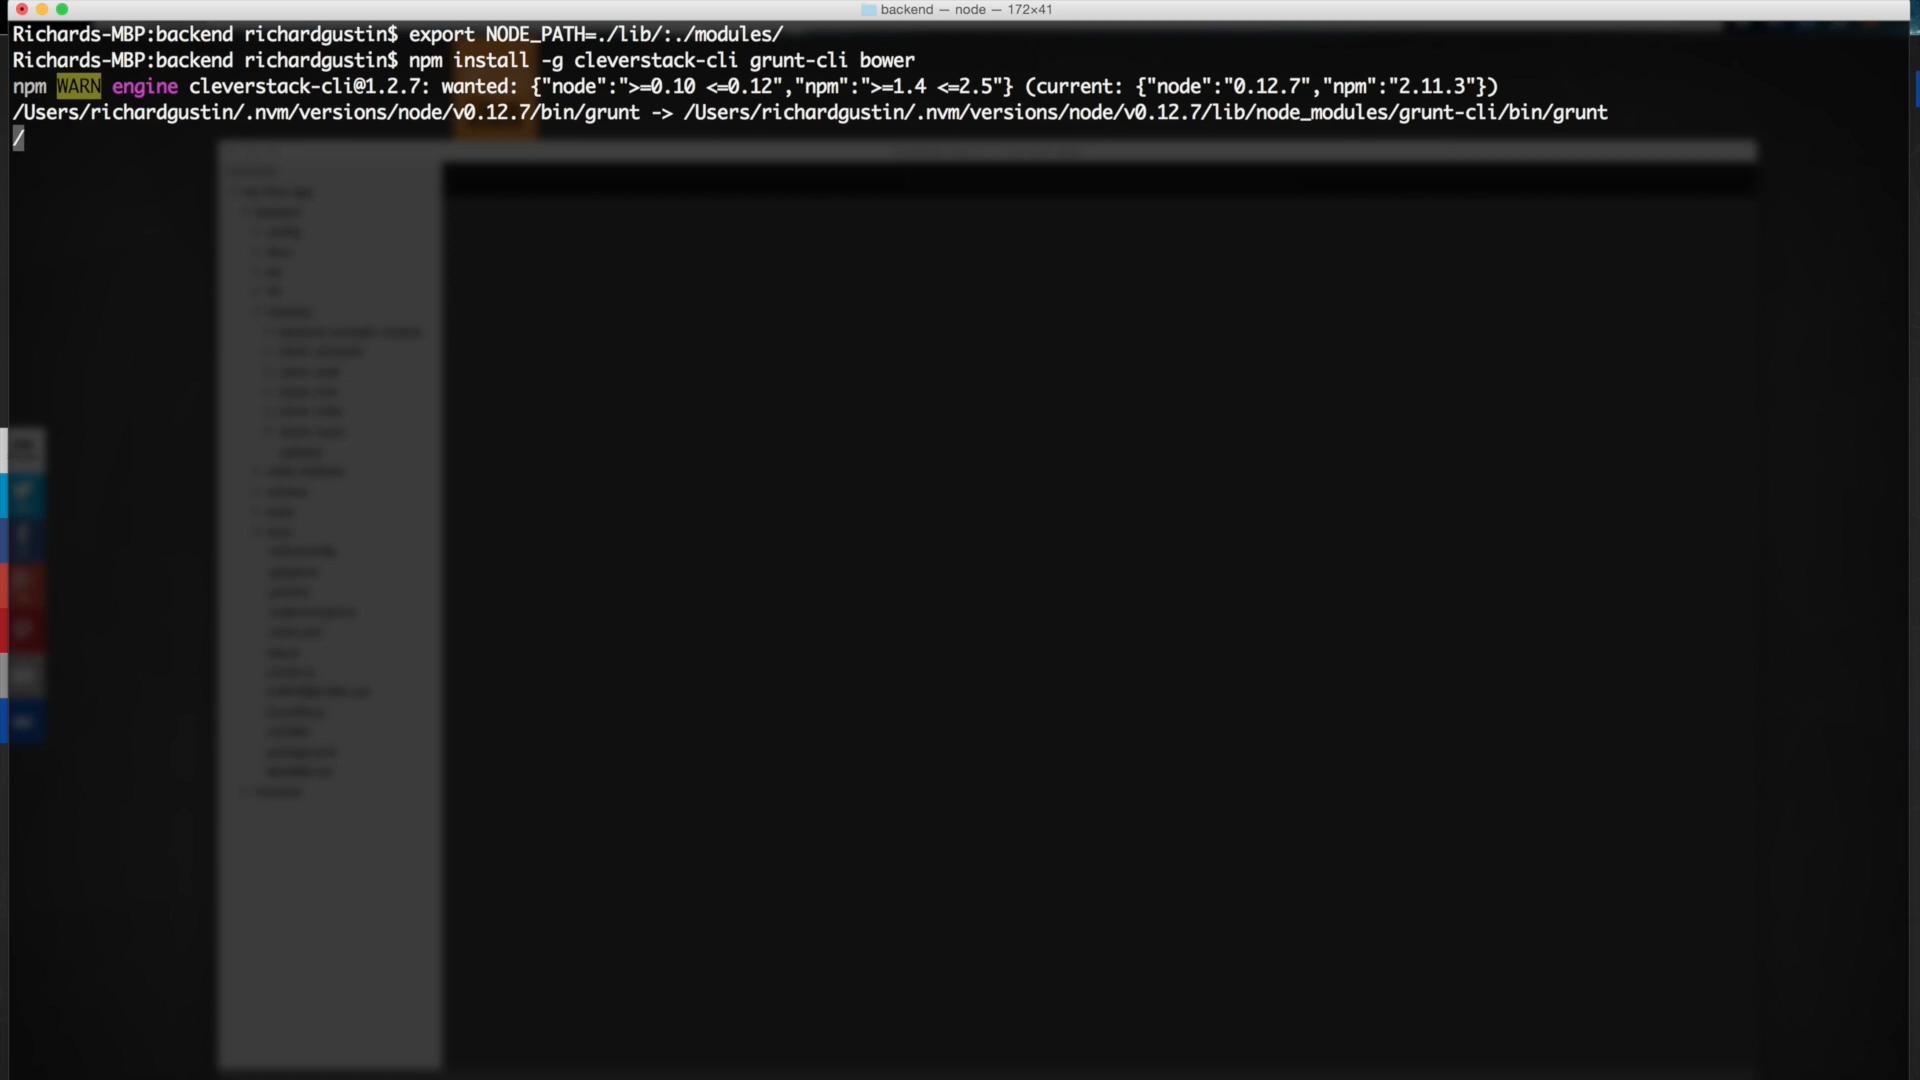 backend — node — 172×41
Richards-MBP:backend richardgustin$ export NODE_PATH=./lib/:./modules/
Richards-MBP:backend richardgustin$ npm install -g cleverstack-cli grunt-cli bower
npm WARN engine cleverstack-cli@1.2.7: wanted: {"node":">=0.10 <=0.12","npm":">=1.4 <=2.5"} (current: {"node":"0.12.7","npm":"2.11.3"})
/Users/richardgustin/.nvm/versions/node/v0.12.7/bin/grunt -> /Users/richardgustin/.nvm/versions/node/v0.12.7/lib/node_modules/grunt-cli/bin/grunt
/